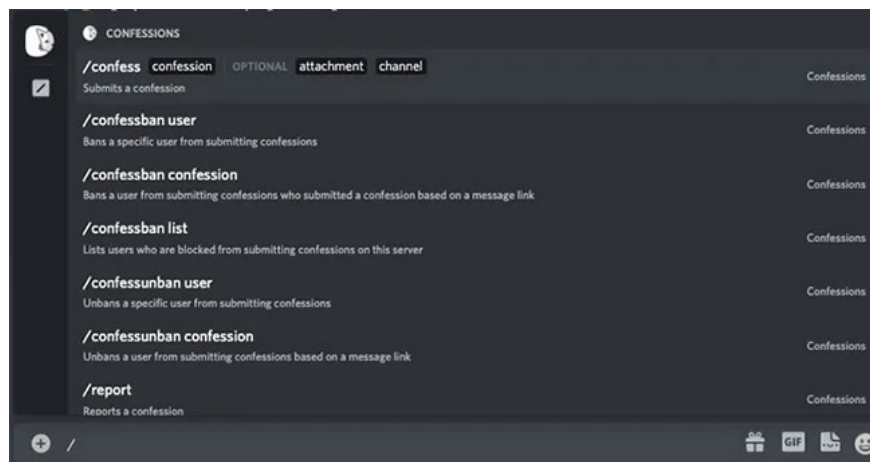 CONFESSIONS
/confess confession OPTIONAL attachment channel
Confessions
Submits a confession
/confessban user
Confessions
Bans a specific user from submitting confessions
/confessban confession
Confessions
Bans a user from submitting confessions who submitted a confession based on a message link
/confessban list
Confessions
Lists users who are blocked from submitting confessions on this server
/confessunban user
Confessions
Unbans a specific user from submitting confessions
/confessunban confession
Confessions
Unbans a user from submitting confessions based on a message link
/report
Confessions
Reports a confession
/
GIF